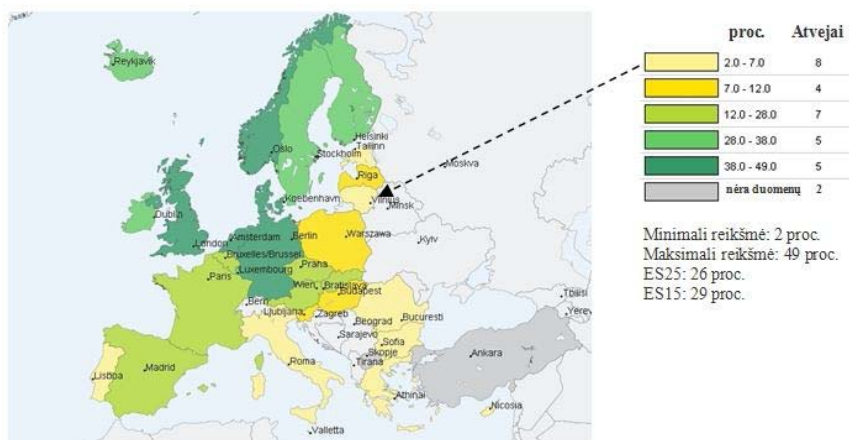 proc. Atvejai
2.0 - 7.0 8
7.0 - 12.0 4
12.0 - 28.0 7
28.0 - 38.0 5
38.0 - 49.0 5
nėra duomenų 2
Minimali reikšmė: 2 proc.
Maksimali reikšmė: 49 proc.
ES25: 26 proc.
ES15: 29 proc.
Reykjavik
Helsinki
Tallinn
Oslo
Stockholm
Moskva
Riga
Koebenhavn
Vilnius
Minsk
Dublin
Amsterdam
Berlin
Warszawa
London
Kyiv
Bruxelles/Brussel
Praha
Luxembourg
Paris
Wien
Bratislava
Budapest
Bern
Ljubljana
Zagreb
Tbilisi
Beograd
Bucuresti
Yerev
Sarajevo
Sofia
Skopje
Madrid
Roma
Tirana
Ankara
Lisboa
Athinai
Nicosia
Valletta